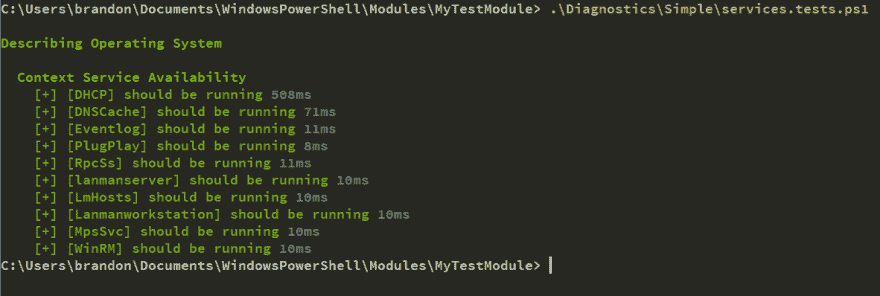 C:\Users\brandon\Documents\WindowsPowerShell\Modules\MyTestModule> .\Diagnostics\Simple\services.tests.ps1
Describing Operating System
Context Service Availability
[+] [DHCP] should be running 508ms
[+] [DNSCache] should be running 71ms
[+] [Eventlog] should be running 11ms
[+] [PlugPlay] should be running 8ms
[+] [RpcSs] should be running 11ms
[+] [lanmanserver] should be running 10ms
[+] [LmHosts] should be running 10ms
[+] [Lanmanworkstation] should be running 10ms
[+] [MpsSvc] should be running 10ms
[+] [WinRM] should be running 10ms
C:\Users\brandon\Documents\WindowsPowerShell\Modules\MyTestModule>